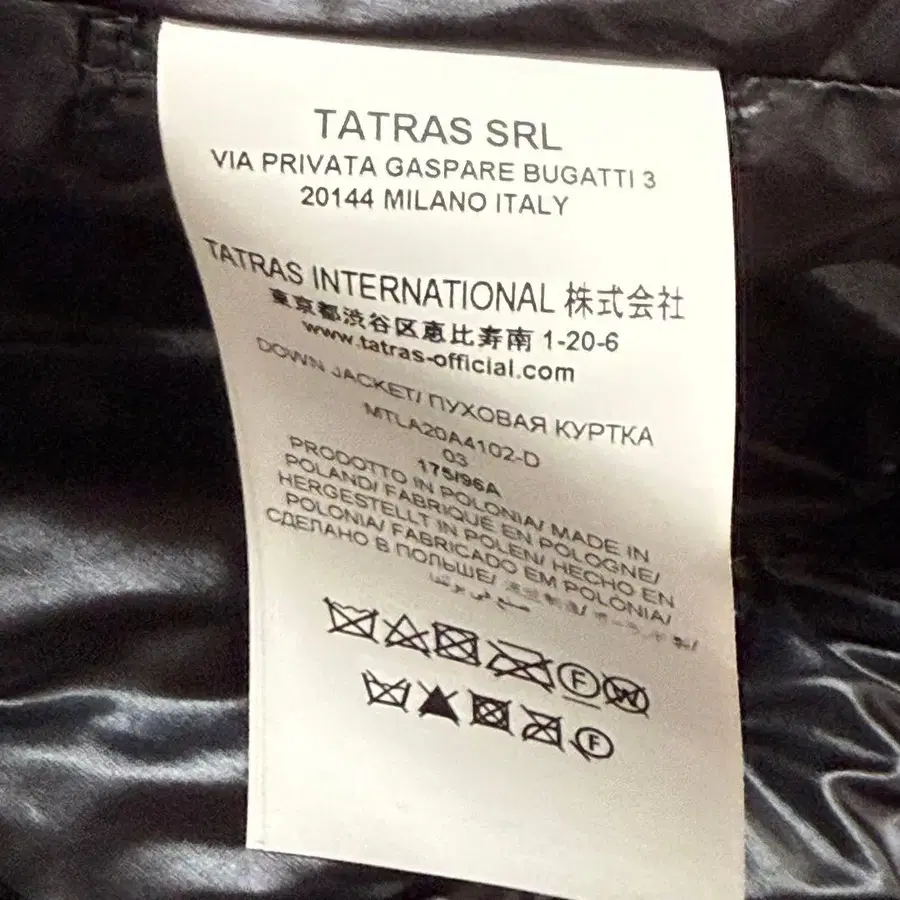 TATRAS SRL
VIA PRIVATA GASPARE BUGATTI 3
20144 MILANO ITALY
TATRAS INTERNATIONAL 株式会社
東京都渋谷区恵比寿南 1-20-6
www.tatras-official.com
DOWN JACKET/ ПУХОВАЯ КУРТКА
MTLA20A4102-D
03
175/96A
PRODOTTO IN POLONIA/ MADE IN
POLAND/ FABRIQUÉ EN POLOGNE/
HERGESTELLT IN POLEN/ HECHO EN
POLONIA/ FABRICADO EM POLONIA/
СДЕЛАНО В ПОЛЬШЕ/
صنع في بولندا
F W
F